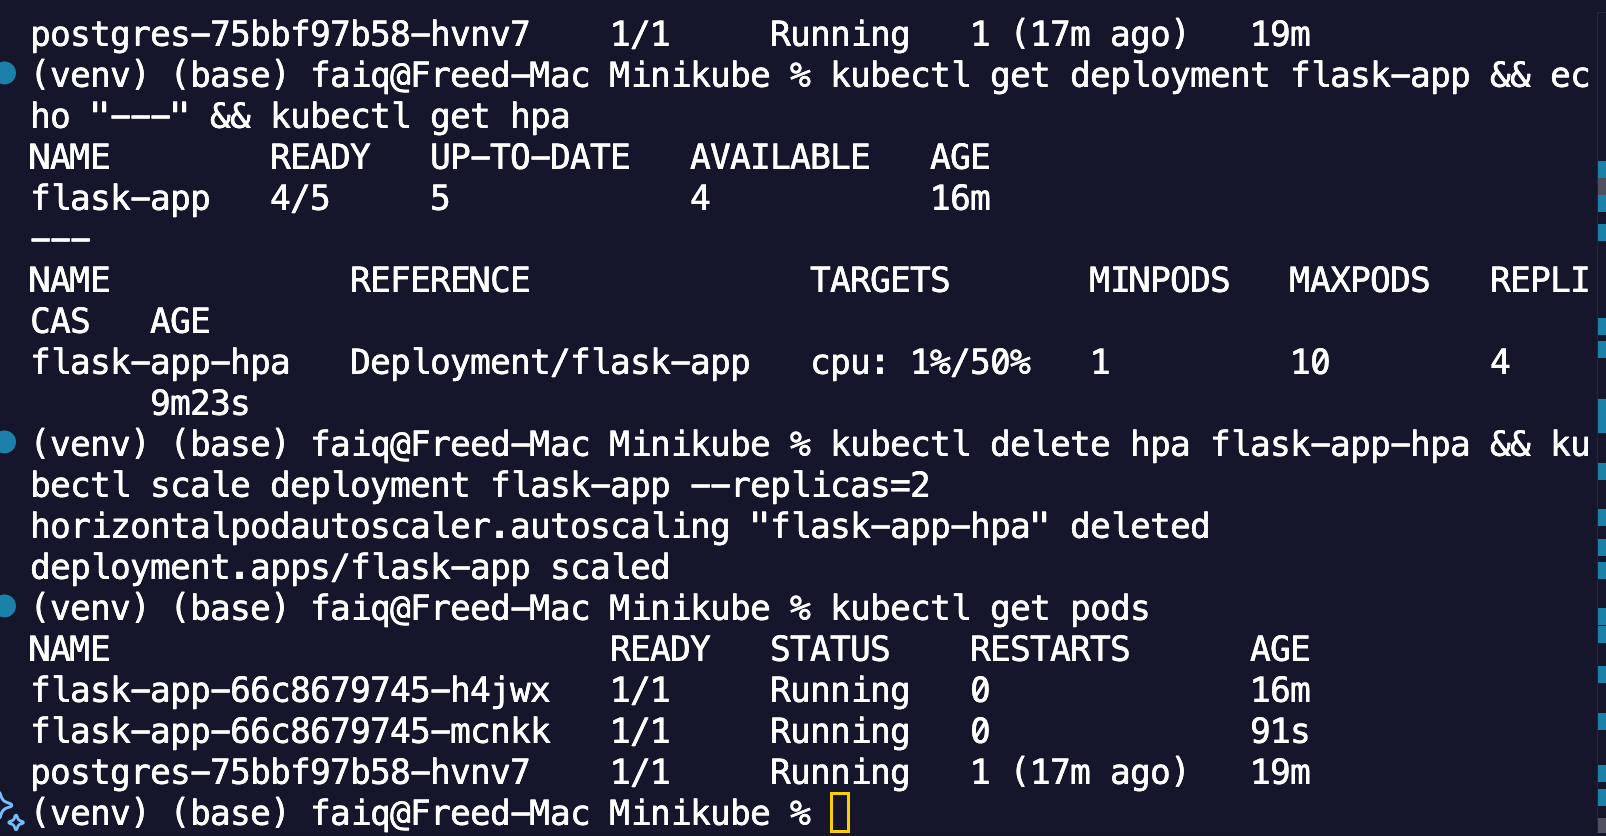 postgres-75bbf97b58-hvnv7    1/1     Running   1 (17m ago)   19m
(venv) (base) faiq@Freed-Mac Minikube % kubectl get deployment flask-app && ec
ho "---" && kubectl get hpa
NAME        READY   UP-TO-DATE   AVAILABLE   AGE
flask-app   4/5     5            4           16m
---
NAME            REFERENCE              TARGETS       MINPODS   MAXPODS   REPLI
CAS   AGE
flask-app-hpa   Deployment/flask-app   cpu: 1%/50%   1         10        4
      9m23s
(venv) (base) faiq@Freed-Mac Minikube % kubectl delete hpa flask-app-hpa && ku
bectl scale deployment flask-app --replicas=2
horizontalpodautoscaler.autoscaling "flask-app-hpa" deleted
deployment.apps/flask-app scaled
(venv) (base) faiq@Freed-Mac Minikube % kubectl get pods
NAME                         READY   STATUS    RESTARTS      AGE
flask-app-66c8679745-h4jwx   1/1     Running   0             16m
flask-app-66c8679745-mcnkk   1/1     Running   0             91s
postgres-75bbf97b58-hvnv7    1/1     Running   1 (17m ago)   19m
(venv) (base) faiq@Freed-Mac Minikube %